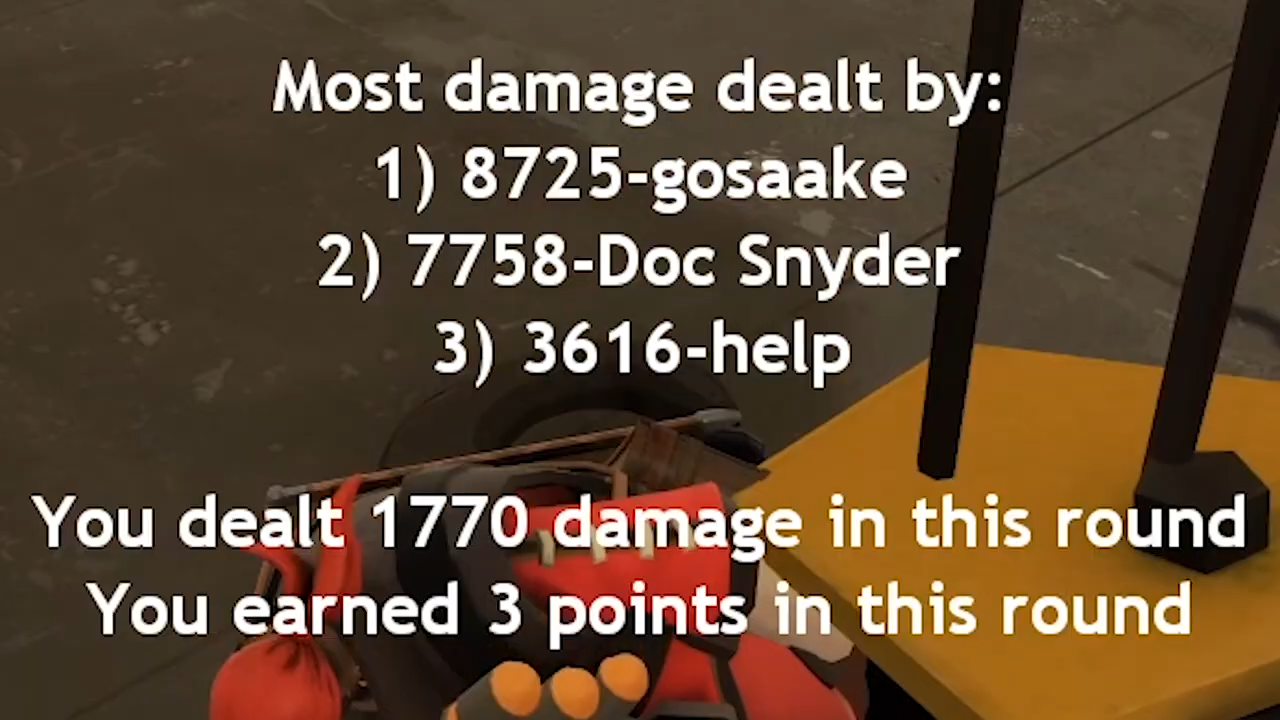 Most damage dealt by:
1) 8725-gosaake
2) 7758-Doc Snyder
3) 3616-help
You dealt 1770 damage in this round
You earned 3 points in this round